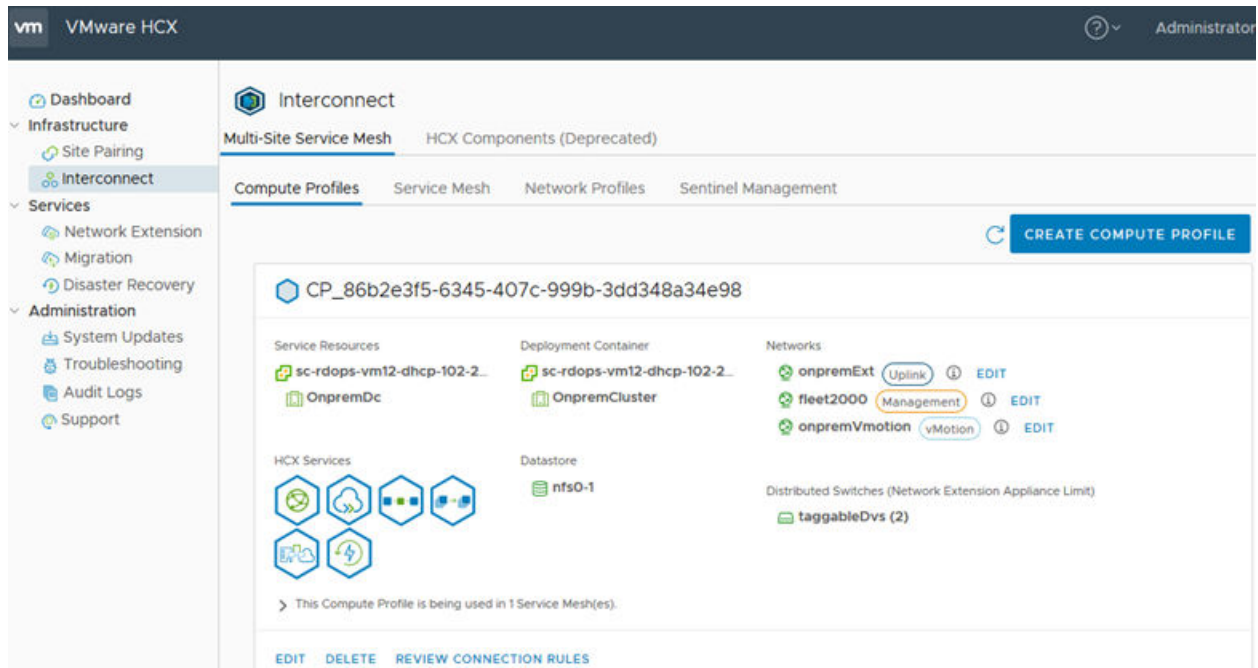 vm VMware HCX
Administrator
Dashboard
Infrastructure
Site Pairing
Interconnect
Services
Network Extension
Migration
Disaster Recovery
Administration
System Updates
Troubleshooting
Audit Logs
Support
Interconnect
Multi-Site Service Mesh HCX Components (Deprecated)
Compute Profiles Service Mesh Network Profiles Sentinel Management
CREATE COMPUTE PROFILE
CP_86b2e3f5-6345-407c-999b-3dd348a34e98
Service Resources
sc-rdops-vm12-dhcp-102-2...
OnpremDc
Deployment Container
sc-rdops-vm12-dhcp-102-2...
OnpremCluster
Networks
onpremExt Uplink EDIT
fleet2000 Management EDIT
onpremVmotion vMotion EDIT
HCX Services
Datastore
nfs0-1
Distributed Switches (Network Extension Appliance Limit)
taggableDvs (2)
This Compute Profile is being used in 1 Service Mesh(es).
EDIT DELETE REVIEW CONNECTION RULES